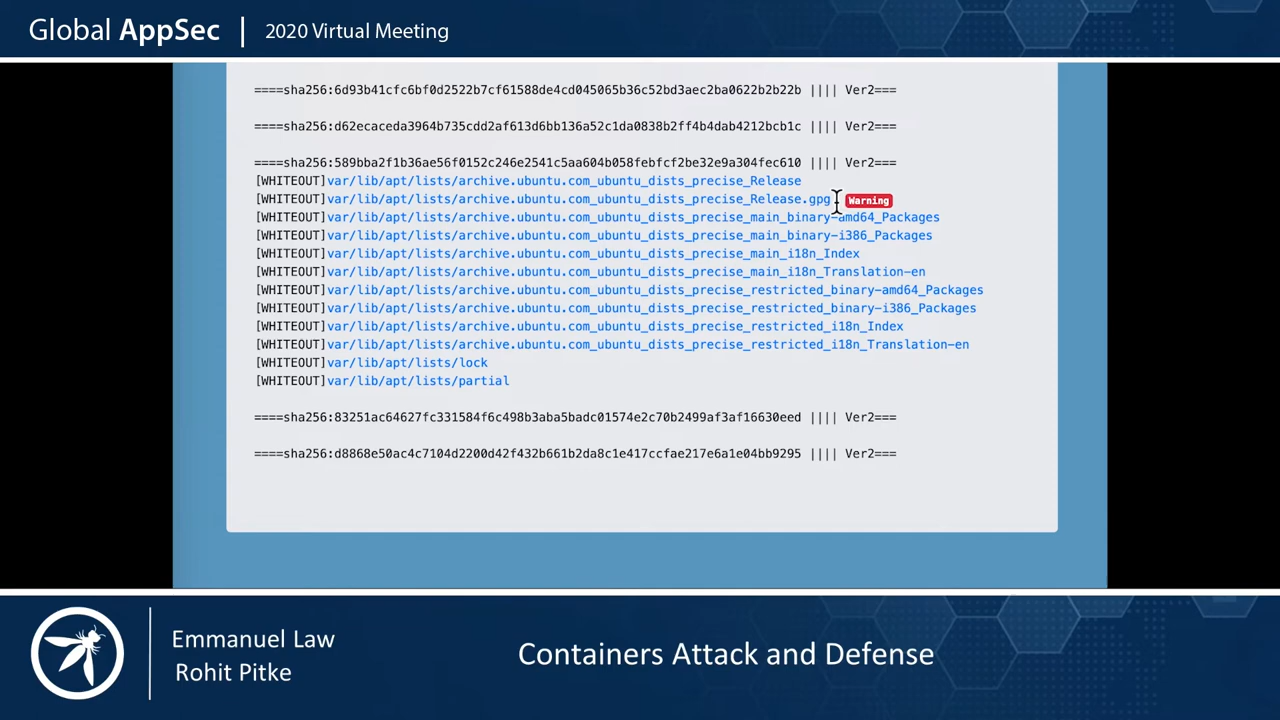 Global AppSec | 2020 Virtual Meeting
====sha256:6d93b41cfc6bf0d2522b7cf61588de4cd045065b36c52bd3aec2ba0622b2b22b |||| Ver2===
====sha256:d62ecaceda3964b735cdd2af613d6bb136a52c1da0838b2ff4b4dab4212bcb1c |||| Ver2===
====sha256:589bba2f1b36ae56f0152c246e2541c5aa604b058febfcf2be32e9a304fec610 |||| Ver2===
[WHITEOUT]var/lib/apt/lists/archive.ubuntu.com_ubuntu_dists_precise_Release
[WHITEOUT]var/lib/apt/lists/archive.ubuntu.com_ubuntu_dists_precise_Release.gpg Warning
[WHITEOUT]var/lib/apt/lists/archive.ubuntu.com_ubuntu_dists_precise_main_binary-amd64_Packages
[WHITEOUT]var/lib/apt/lists/archive.ubuntu.com_ubuntu_dists_precise_main_binary-i386_Packages
[WHITEOUT]var/lib/apt/lists/archive.ubuntu.com_ubuntu_dists_precise_main_i18n_Index
[WHITEOUT]var/lib/apt/lists/archive.ubuntu.com_ubuntu_dists_precise_main_i18n_Translation-en
[WHITEOUT]var/lib/apt/lists/archive.ubuntu.com_ubuntu_dists_precise_restricted_binary-amd64_Packages
[WHITEOUT]var/lib/apt/lists/archive.ubuntu.com_ubuntu_dists_precise_restricted_binary-i386_Packages
[WHITEOUT]var/lib/apt/lists/archive.ubuntu.com_ubuntu_dists_precise_restricted_i18n_Index
[WHITEOUT]var/lib/apt/lists/archive.ubuntu.com_ubuntu_dists_precise_restricted_i18n_Translation-en
[WHITEOUT]var/lib/apt/lists/lock
[WHITEOUT]var/lib/apt/lists/partial
====sha256:83251ac64627fc331584f6c498b3aba5badc01574e2c70b2499af3af16630eed |||| Ver2===
====sha256:d8868e50ac4c7104d2200d42f432b661b2da8c1e417ccfae217e6a1e04bb9295 |||| Ver2===
Emmanuel Law
Rohit Pitke
Containers Attack and Defense